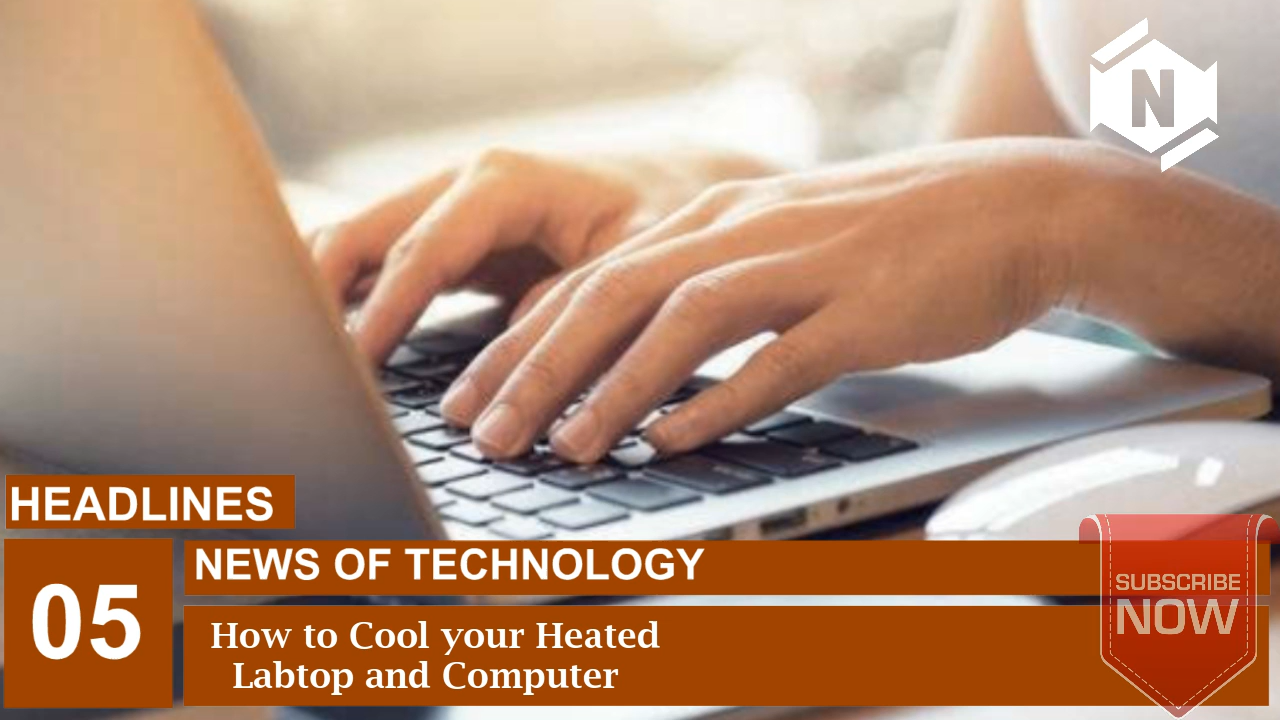 N
HEADLINES
05
NEWS OF TECHNOLOGY
How to Cool your Heated
Labtop and Computer
SUBSCRIBE
NOW